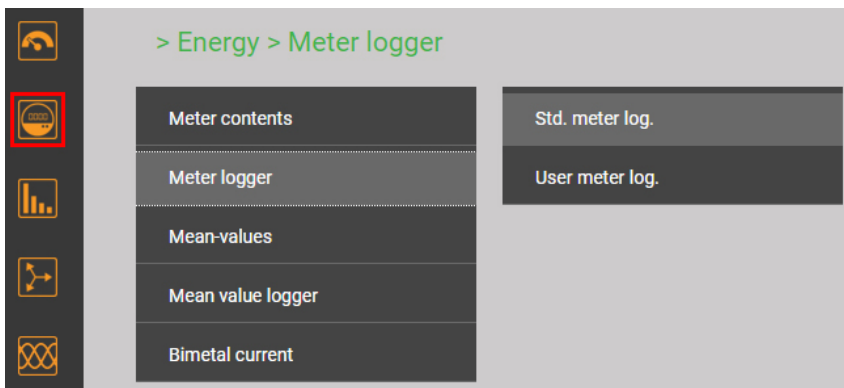 > Energy > Meter logger
Meter contents
Meter logger
Mean-values
Mean value logger
Bimetal current
Std. meter log.
User meter log.